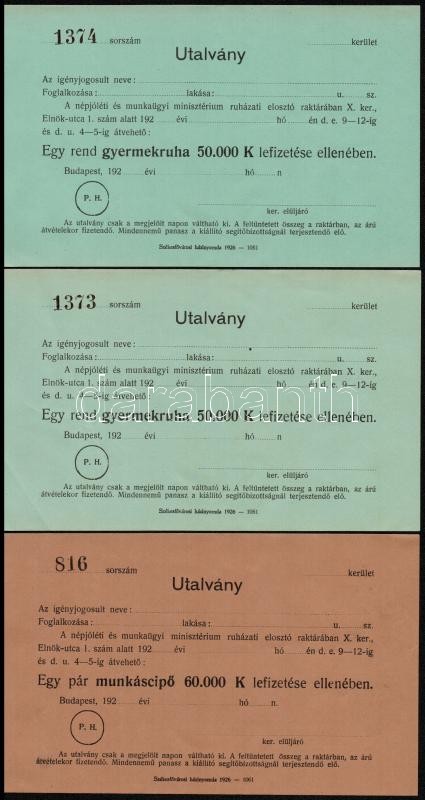 1374 sorszám .......... kerület
Utalvány
Az igényjogosult neve:
Foglalkozása: .......... lakása: .......... u. .......... sz.
A népjóléti és munkaügyi minisztérium ruházati elosztó raktárában X. ker.,
Elnök-utca 1. szám alatt 192 ...... évi .......... hó ...... én d. e. 9—12-ig
és d. u. 4—5-ig átvehető:
Egy rend gyermekruha 50.000 K lefizetése ellenében.
Budapest, 192 ...... évi .......... hó ...... n
P. H.
ker. elüljáró
Az utalvány csak a megjelölt napon váltható ki. A feltüntetett összeg a raktárban, az árú
átvételekor fizetendő. Mindennemű panasz a kiállító segítőbizottságnál terjesztendő elő.
Székesfővárosi házinyomda 1926 — 1061
1373 sorszám .......... kerület
Utalvány
Az igényjogosult neve:
Foglalkozása: .......... lakása: .......... u. .......... sz.
A népjóléti és munkaügyi minisztérium ruházati elosztó raktárában X. ker.,
Elnök-utca 1. szám alatt 192 ...... évi .......... hó ...... én d. e. 9—12-ig
és d. u. 4—5-ig átvehető:
darabanth
Egy rend gyermekruha 50.000 K lefizetése ellenében.
Budapest, 192 ...... évi .......... hó ...... n
P. H.
ker. elüljáró
Az utalvány csak a megjelölt napon váltható ki. A feltüntetett összeg a raktárban, az árú
átvételekor fizetendő. Mindennemű panasz a kiállító segítőbizottságnál terjesztendő elő.
Székesfővárosi házinyomda 1926 — 1061
816 sorszám .......... kerület
Utalvány
Az igényjogosult neve:
Foglalkozása: .......... lakása: .......... u. .......... sz.
A népjóléti és munkaügyi minisztérium ruházati elosztó raktárában X. ker.,
Elnök-utca 1. szám alatt 192 ...... évi .......... hó ...... én d. e. 9—12-ig
és d. u. 4—5-ig átvehető:
Egy pár munkáscipő 60.000 K lefizetése ellenében.
Budapest, 192 ...... évi .......... hó ...... n.
P. H.
ker. elüljáró
Az utalvány csak a megjelölt napon váltható ki. A feltüntetett összeg a raktárban, az árú
átvételekor fizetendő. Mindennemű panasz a kiállító segítőbizottságnál terjesztendő elő.
Székesfővárosi házinyomda 1926 — 1061